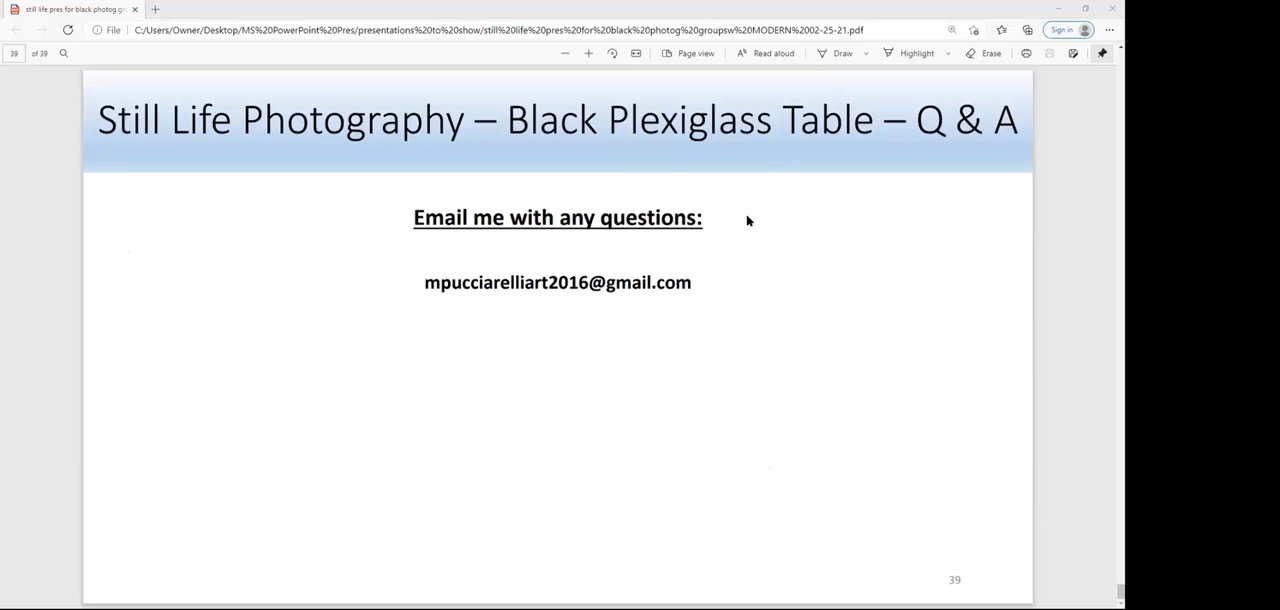 still life pres for black photog gr
File
C:/Users/Owner/Desktop/MS%20PowerPoint%20Pres/presentations%20to%20show/still%20life%20pres%20for%20black%20photog%20groupsw%20MODERN%2002-25-21.pdf
Sign in
39 of 39
Page view
Read aloud
Draw
Highlight
Erase
Still Life Photography – Black Plexiglass Table – Q & A
Email me with any questions:
mpucciarelliart2016@gmail.com
39